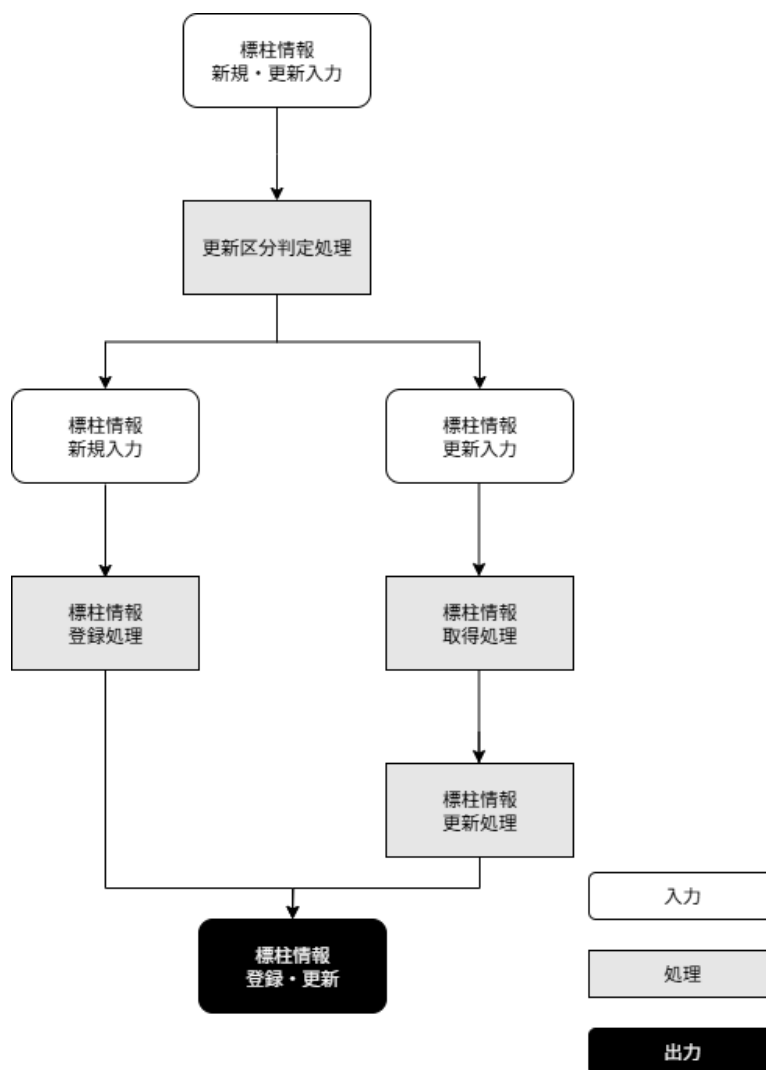 標柱情報
新規・更新入力
更新区分判定処理
標柱情報
新規入力
標柱情報
更新入力
標柱情報
登録処理
標柱情報
取得処理
標柱情報
更新処理
標柱情報
登録・更新
入力
処理
出力